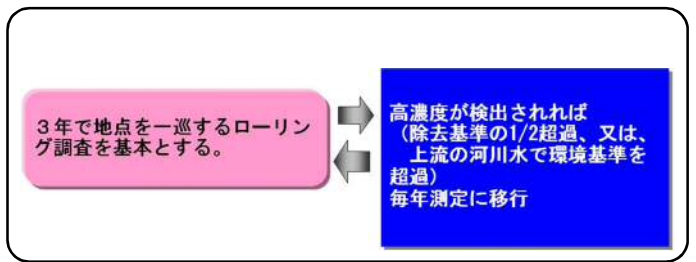 ３年で地点を一巡するローリン
グ調査を基本とする。
高濃度が検出されれば
（除去基準の1/2超過、又は、
上流の河川水で環境基準を
超過）
毎年測定に移行